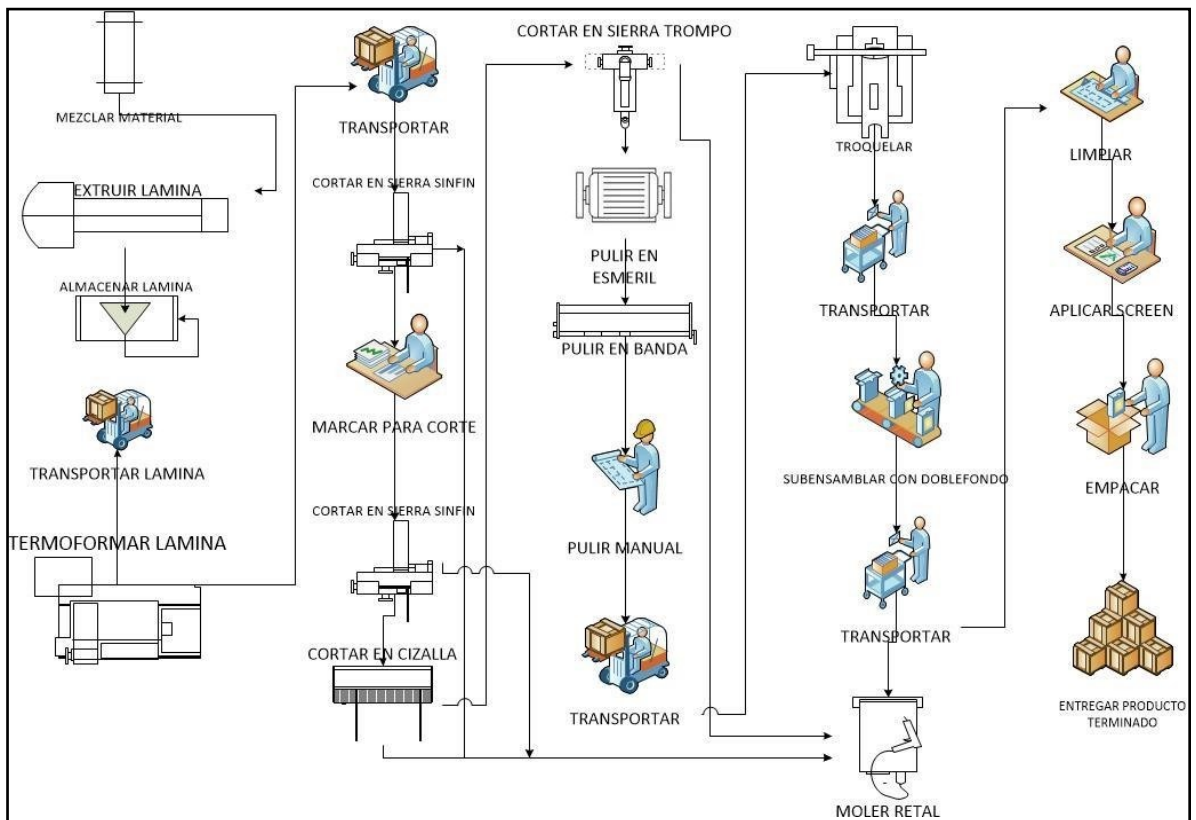 MEZCLAR MATERIAL
EXTRUIR LAMINA
ALMACENAR LAMINA
TRANSPORTAR LAMINA
TERMOFORMAR LAMINA
TRANSPORTAR
CORTAR EN SIERRA SINFIN
MARCAR PARA CORTE
CORTAR EN SIERRA SINFIN
CORTAR EN CIZALLA
CORTAR EN SIERRA TROMPO
PULIR EN
ESMERIL
PULIR EN BANDA
PULIR MANUAL
TRANSPORTAR
TROQUELAR
TRANSPORTAR
SUBENSAMBLAR CON DOBLEFONDO
TRANSPORTAR
MOLER RETAL
LIMPIAR
APLICAR SCREEN
EMPACAR
ENTREGAR PRODUCTO
TERMINADO